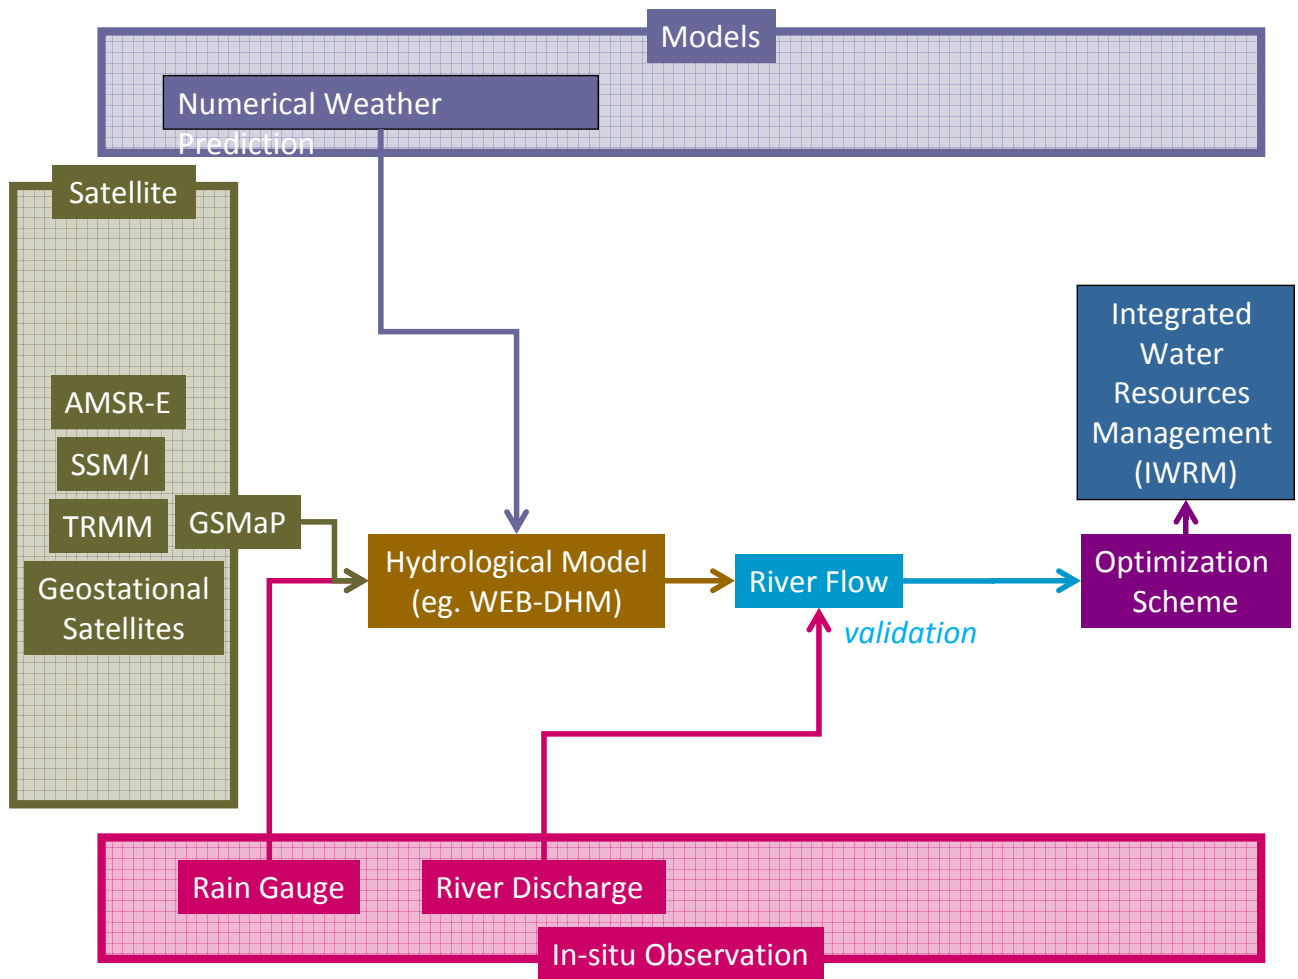 Models
Numerical Weather
Prediction
Satellite
AMSR-E
SSM/I
TRMM
GSMaP
Geostational
Satellites
Hydrological Model
(eg. WEB-DHM)
River Flow
validation
Integrated
Water
Resources
Management
(IWRM)
Optimization
Scheme
Rain Gauge
River Discharge
In-situ Observation